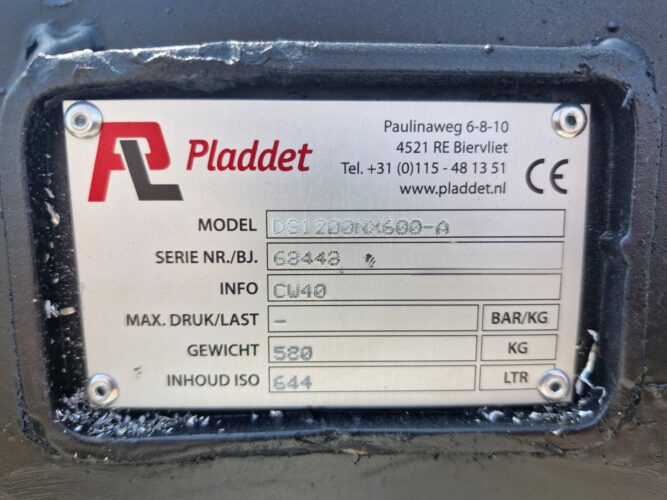 PL Pladdet
Paulinaweg 6-8-10
4521 RE Biervliet
Tel. +31 (0)115 - 48 13 51
www.pladdet.nl
CE
MODEL DS1200NX600-A
SERIE NR./BJ. 68448
INFO CW40
MAX. DRUK/LAST - BAR/KG
GEWICHT 580 KG
INHOUD ISO 644 LTR